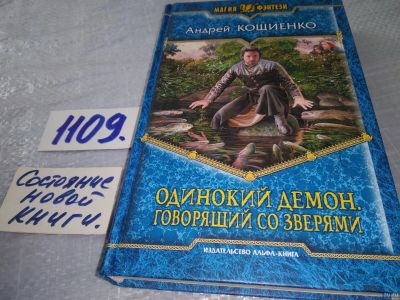 МАГИЯ ФЭНТЕЗИ
Андрей КОЩИЕНКО
1109.
Состояние
новой
книги.
ОДИНОКИЙ ДЕМОН.
ГОВОРЯЩИЙ СО ЗВЕРЯМИ
ИЗДАТЕЛЬСТВО АЛЬФА-КНИГА